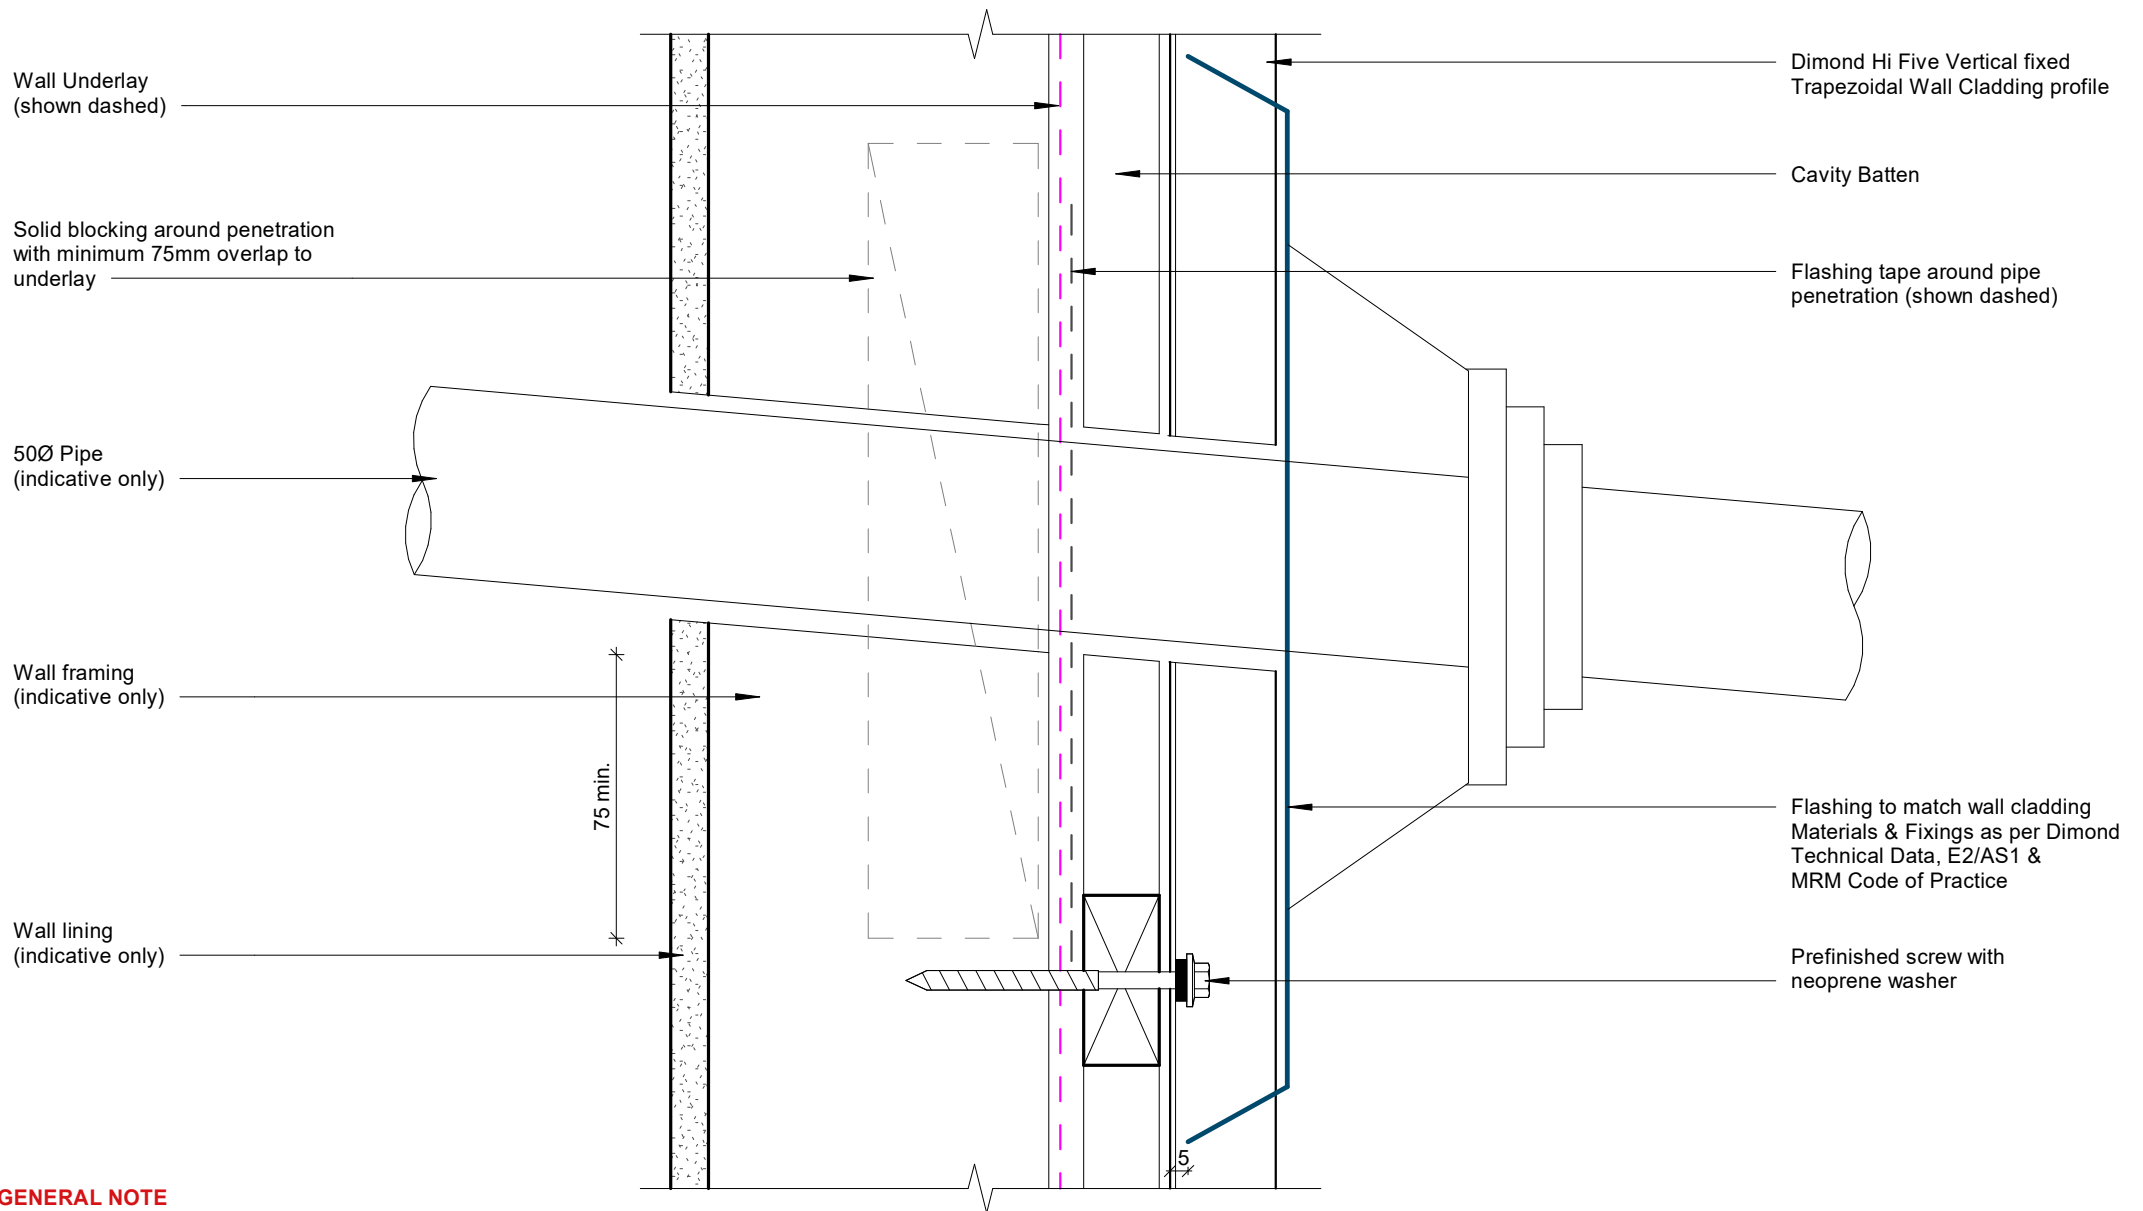 Wall Underlay
(shown dashed)
Solid blocking around penetration
with minimum 75mm overlap to
underlay
50Ø Pipe
(indicative only)
Wall framing
(indicative only)
75 min.
Wall lining
(indicative only)
Dimond Hi Five Vertical fixed
Trapezoidal Wall Cladding profile
Cavity Batten
Flashing tape around pipe
penetration (shown dashed)
Flashing to match wall cladding
Materials & Fixings as per Dimond
Technical Data, E2/AS1 &
MRM Code of Practice
Prefinished screw with
neoprene washer
5
GENERAL NOTE